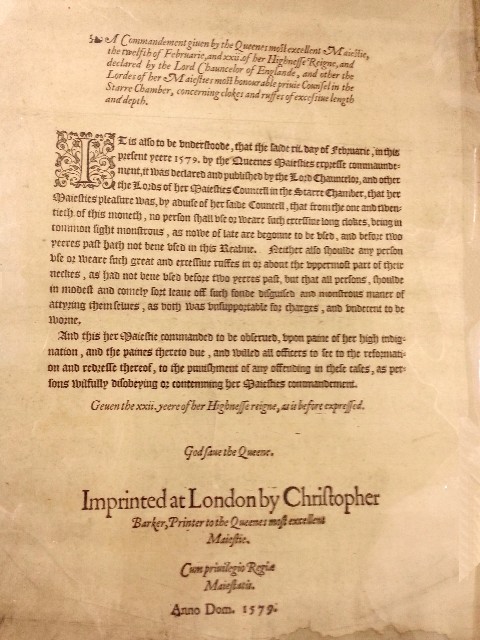 A Commandement giuen by the Queenes most excellent Maiestie,
the twelfth of Februarie, and xxii. of her Highnesse Reigne, and
declared by the Lord Chauncelor of Englande, and other the
Lordes of her Maiesties most honourable priuie Counsel in the
Starre Chamber, concerning clokes and ruffes of excessiue length
and depth.
IT is also to be vnderstoode, that the saide xii. day of Februarie, in this
present yeere 1579. by the Queenes Maiesties expresse commaunde-
ment, it was declared and published by the Lord Chauncelor, and other
the Lords of her Maiesties Councell in the Starre Chamber, that her
Maiesties pleasure was, by aduise of her saide Councell, that from the one and twen-
tieth of this moneth, no person shall vse or weare such excessiue long clokes, being in
common sight monstrous, as nowe of late are begonne to be vsed, and before two
yeeres past hath not bene vsed in this Realme. Neither also shoulde any person
vse or weare such great and excessiue ruffes in or about the vppermost part of their
neckes, as had not bene vsed before two yeeres past, but that all persons, shoulde
in modest and comely sort leaue off such fonde disguised and monstrous maner of
attyring themselues, as both was vnsupportable for charges, and vndecent to be
worne.
And this her Maiestie commanded to be obserued, vpon paine of her high indig-
nation, and the paines thereto due, and willed all officers to see to the reformati-
on and redresse thereof, to the punishment of any offending in these cases, as per-
sons wilfully disobeying or contemning her Maiesties commandement.
Geuen the xxii. yeere of her Highnesse reigne, as is before expressed.
God saue the Queene.
Imprinted at London by Christopher
Barker, Printer to the Queenes most excellent
Maiestie.
Cum priuilegio Regiæ
Maiestatis.
Anno Dom. 1579.